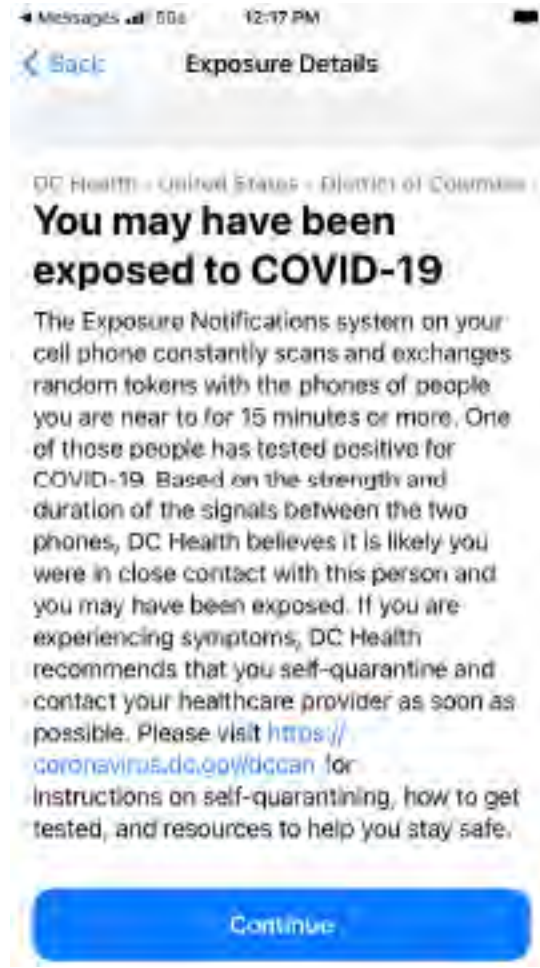 Messages 5Ge 12:17 PM
Back Exposure Details
DC Health - United States - District of Columbia
You may have been
exposed to COVID-19
The Exposure Notifications system on your
cell phone constantly scans and exchanges
random tokens with the phones of people
you are near to for 15 minutes or more. One
of those people has tested positive for
COVID-19. Based on the strength and
duration of the signals between the two
phones, DC Health believes it is likely you
were in close contact with this person and
you may have been exposed. If you are
experiencing symptoms, DC Health
recommends that you self-quarantine and
contact your healthcare provider as soon as
possible. Please visit https://
coronavirus.dc.gov/dccan for
instructions on self-quarantining, how to get
tested, and resources to help you stay safe.
Continue